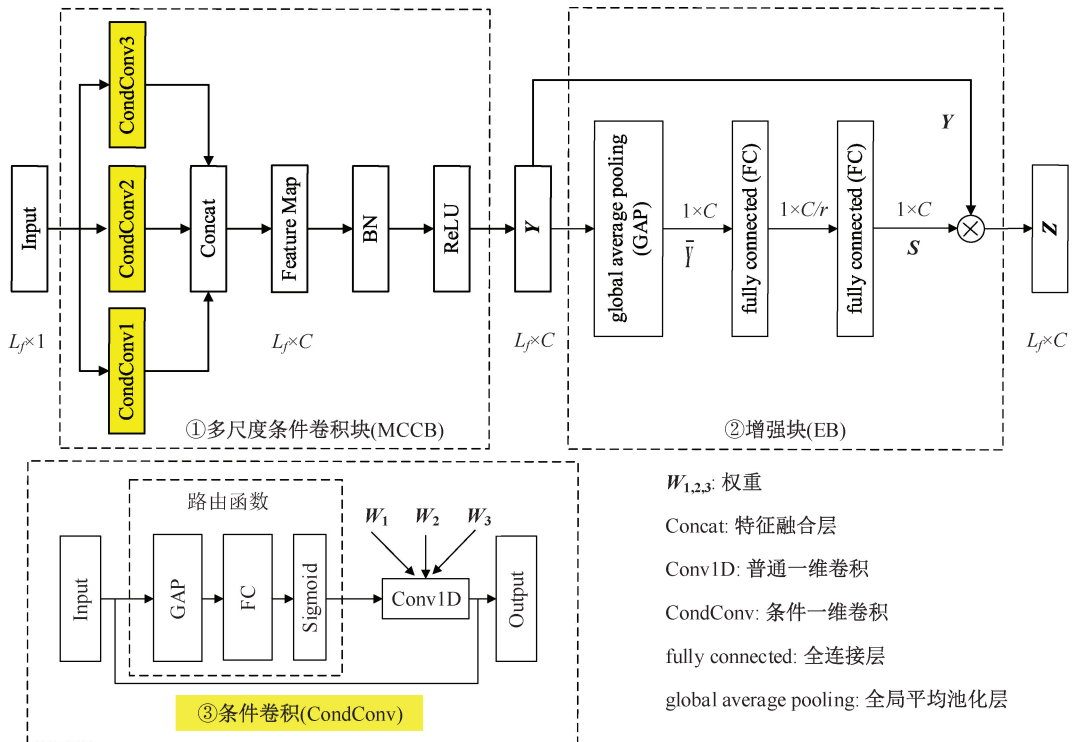 Input
L_f×1
CondConv3
CondConv2
CondConv1
Concat
Feature Map
L_f×C
BN
ReLU
①多尺度条件卷积块(MCCB)
Y
L_f×C
global average pooling
(GAP)
1×C
Ȳ
fully connected (FC)
1×C/r
fully connected (FC)
1×C
S
Y
②增强块(EB)
Z
L_f×C
路由函数
Input
GAP
FC
Sigmoid
W₁
W₂
W₃
Conv1D
Output
③条件卷积(CondConv)
W₁,₂,₃: 权重
Concat: 特征融合层
Conv1D: 普通一维卷积
CondConv: 条件一维卷积
fully connected: 全连接层
global average pooling: 全局平均池化层